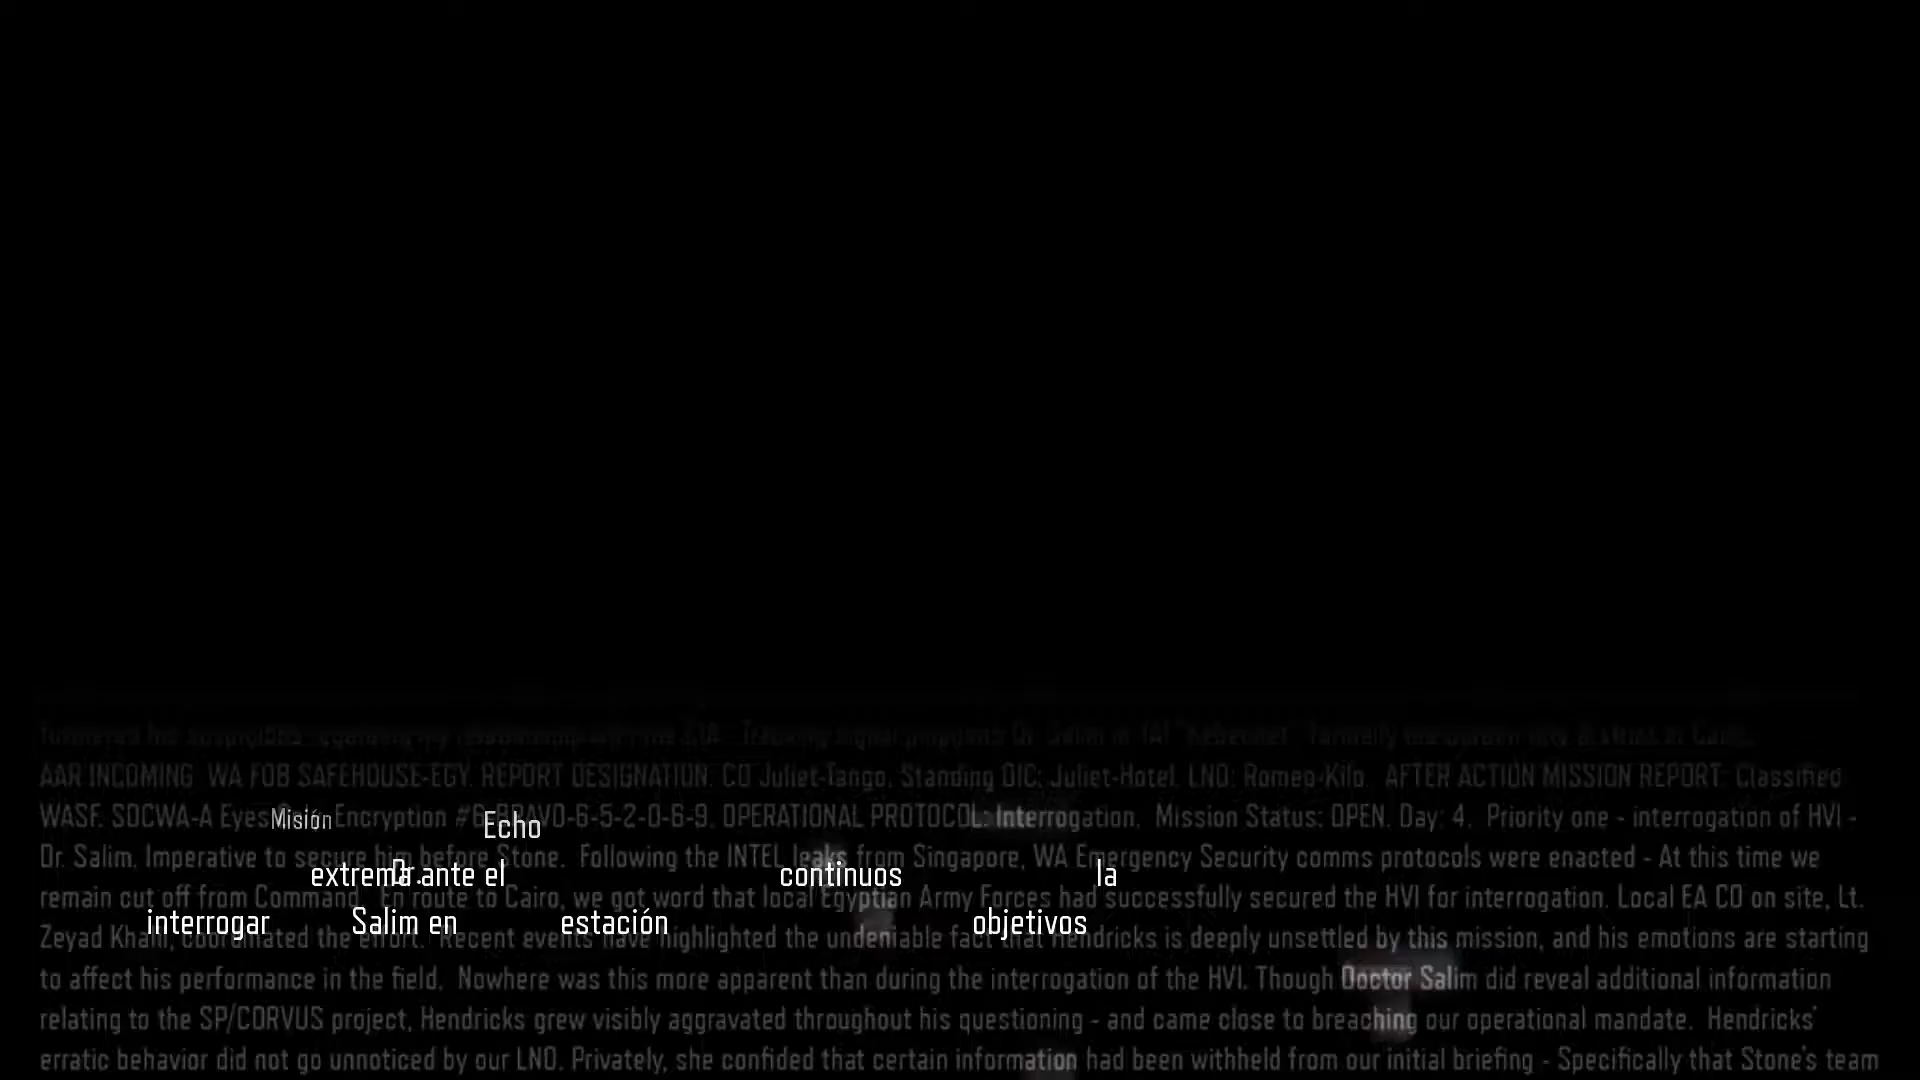 AAR INCOMING WA FOB SAFEHOUSE-EGY. REPORT DESIGNATION. CO Juliet-Tango, Standing OIC: Juliet-Hotel. LNO: Romeo-Kilo. AFTER ACTION MISSION REPORT: Classified
WASF. SOCWA-A Eyes Encryption #6-BRAVO-6-5-2-0-6-9. OPERATIONAL PROTOCOL: Interrogation. Mission Status: OPEN. Day: 4. Priority one - interrogation of HVI -
Misión Echo
Dr. Salim. Imperative to secure him before Stone. Following the INTEL leaks from Singapore, WA Emergency Security comms protocols were enacted - At this time we
extrema ante el continuos la
Dr.
remain cut off from Command. En route to Cairo, we got word that local Egyptian Army Forces had successfully secured the HVI for interrogation. Local EA CO on site, Lt.
interrogar Salim en estación objetivos
Zeyad Khalil, coordinated the effort. Recent events have highlighted the undeniable fact that Hendricks is deeply unsettled by this mission, and his emotions are starting
to affect his performance in the field. Nowhere was this more apparent than during the interrogation of the HVI. Though Doctor Salim did reveal additional information
relating to the SP/CORVUS project, Hendricks grew visibly aggravated throughout his questioning - and came close to breaching our operational mandate. Hendricks'
erratic behavior did not go unnoticed by our LNO. Privately, she confided that certain information had been withheld from our initial briefing - Specifically that Stone's team